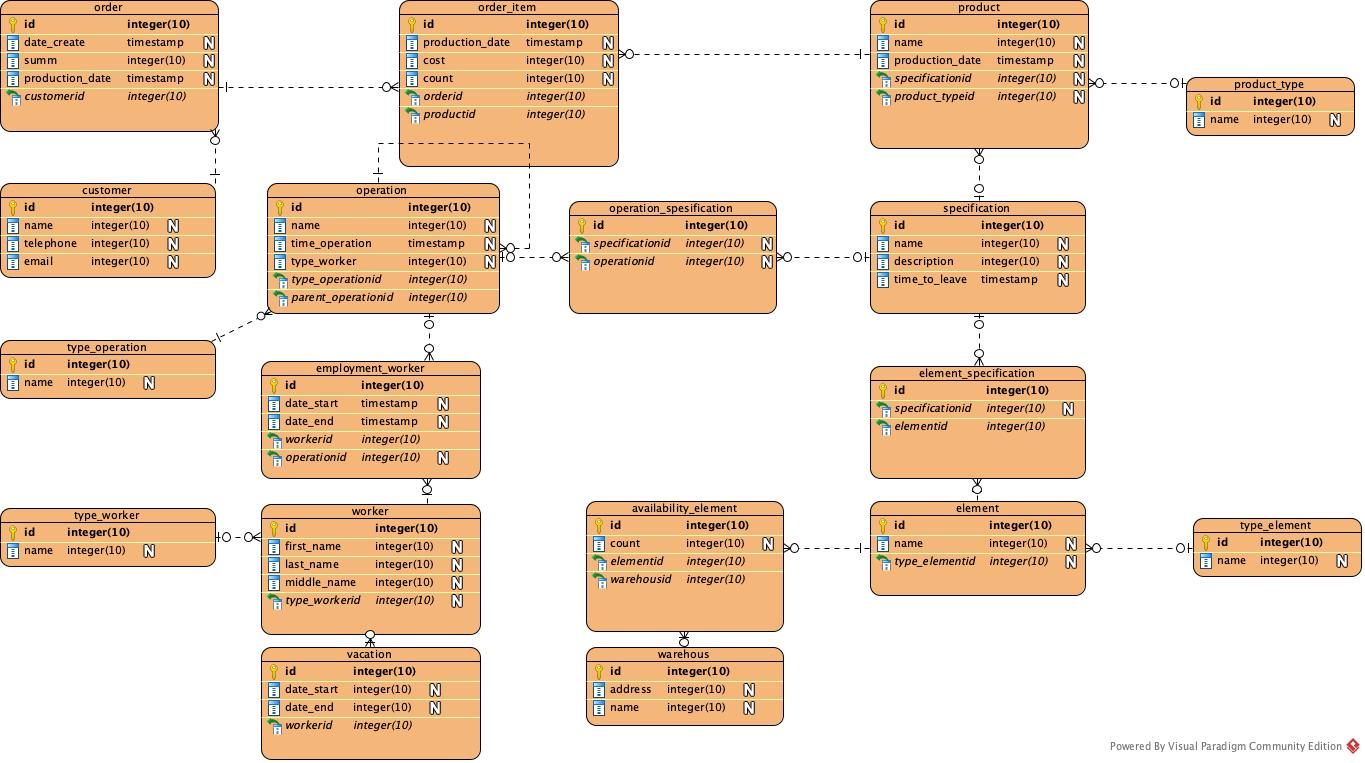 order
id integer(10)
date_create timestamp N
summ integer(10) N
production_date timestamp N
customerid integer(10)
order_item
id integer(10)
production_date timestamp N
cost integer(10) N
count integer(10) N
orderid integer(10)
productid integer(10)
product
id integer(10)
name integer(10) N
production_date timestamp N
specificationid integer(10) N
product_typeid integer(10) N
product_type
id integer(10)
name integer(10) N
customer
id integer(10)
name integer(10) N
telephone integer(10) N
email integer(10) N
operation
id integer(10)
name integer(10) N
time_operation timestamp N
type_worker integer(10) N
type_operationid integer(10)
parent_operationid integer(10)
operation_spesification
id integer(10)
specificationid integer(10) N
operationid integer(10) N
specification
id integer(10)
name integer(10) N
description integer(10) N
time_to_leave timestamp N
type_operation
id integer(10)
name integer(10) N
employment_worker
id integer(10)
date_start timestamp N
date_end timestamp N
workerid integer(10)
operationid integer(10) N
element_specification
id integer(10)
specificationid integer(10) N
elementid integer(10)
type_worker
id integer(10)
name integer(10) N
worker
id integer(10)
first_name integer(10) N
last_name integer(10) N
middle_name integer(10) N
type_workerid integer(10) N
availability_element
id integer(10)
count integer(10) N
elementid integer(10)
warehousid integer(10)
element
id integer(10)
name integer(10) N
type_elementid integer(10) N
type_element
id integer(10)
name integer(10) N
vacation
id integer(10)
date_start integer(10) N
date_end integer(10) N
workerid integer(10)
warehous
id integer(10)
address integer(10) N
name integer(10) N
Powered By Visual Paradigm Community Edition